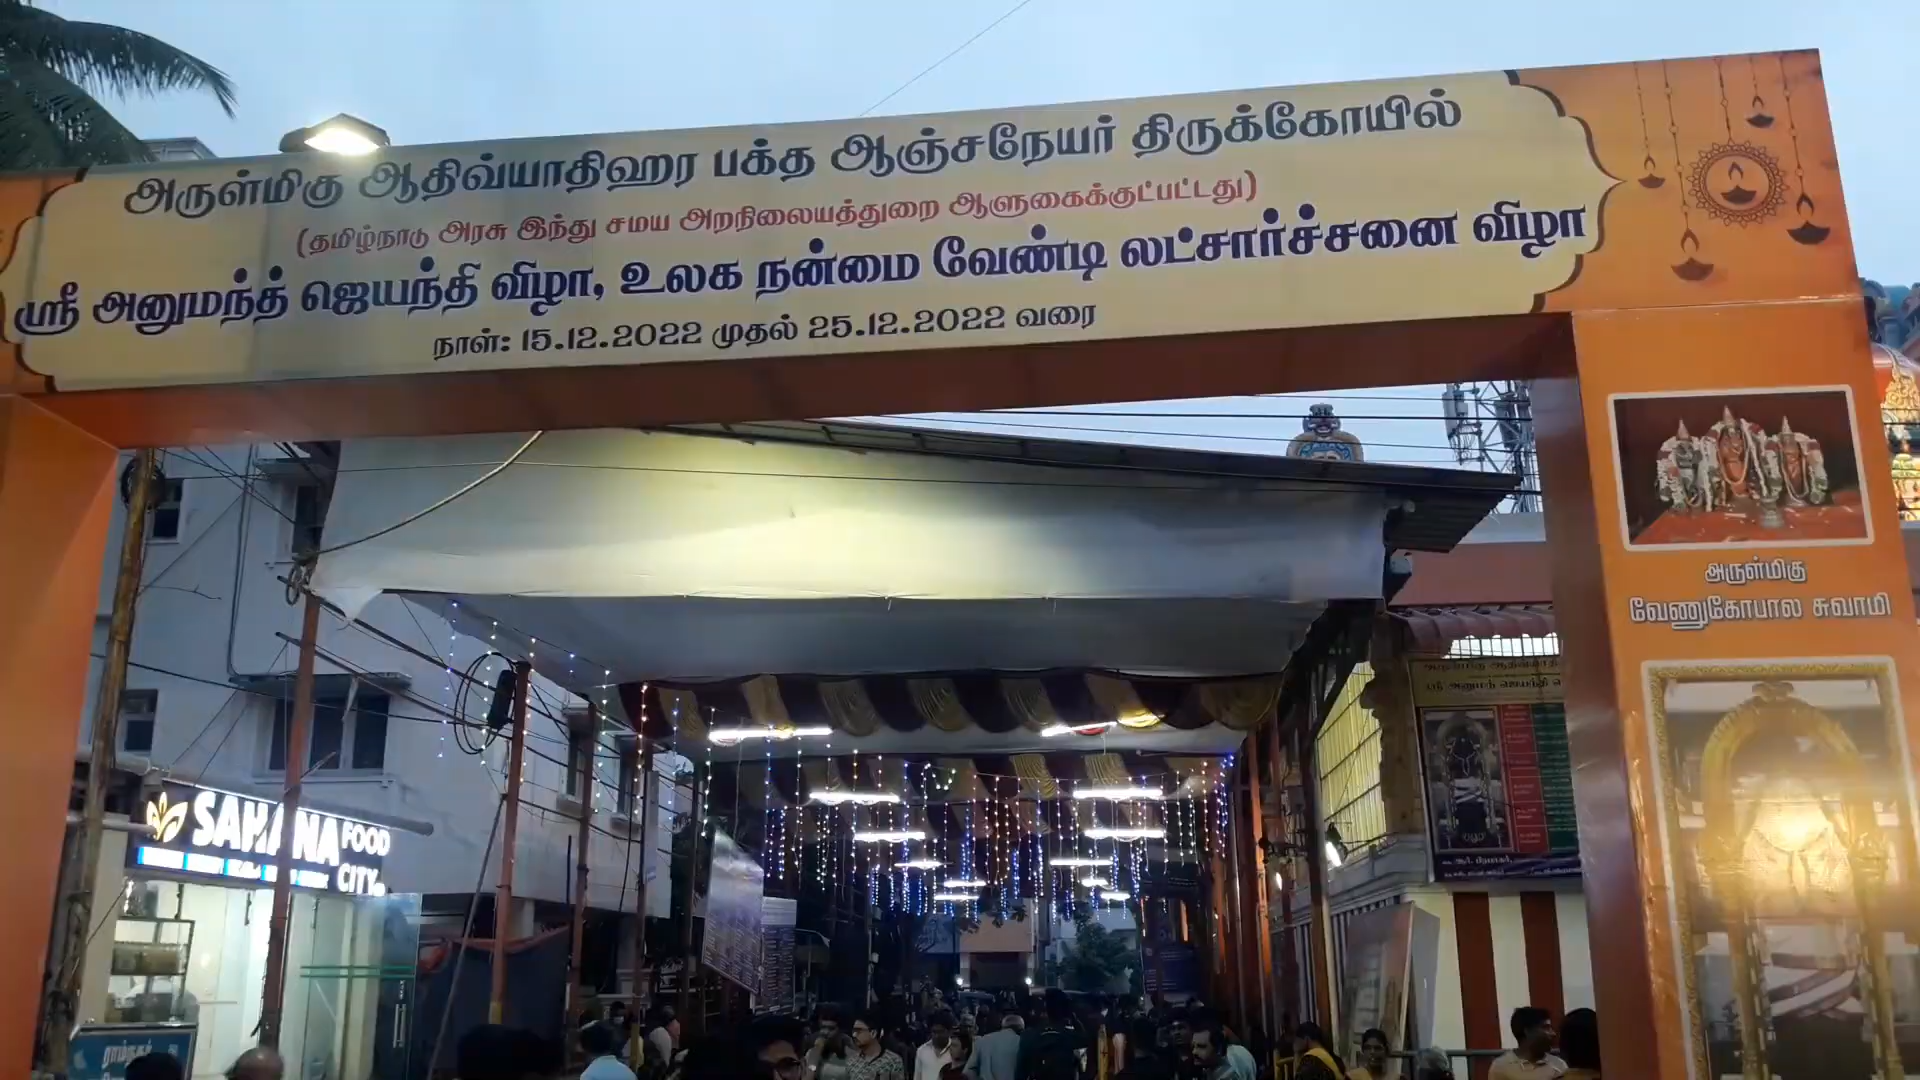 அருள்மிகு ஆதிவ்யாதிஹர பக்த ஆஞ்சநேயர் திருக்கோயில்
(தமிழ்நாடு அரசு இந்து சமய அறநிலையத்துறை ஆளுகைக்குட்பட்டது)
ஸ்ரீ அனுமந்த் ஜெயந்தி விழா, உலக நன்மை வேண்டி லட்சார்ச்சனை விழா
நாள்: 15.12.2022 முதல் 25.12.2022 வரை
அருள்மிகு
வேணுகோபால சுவாமி
SAHANA FOOD
CITY